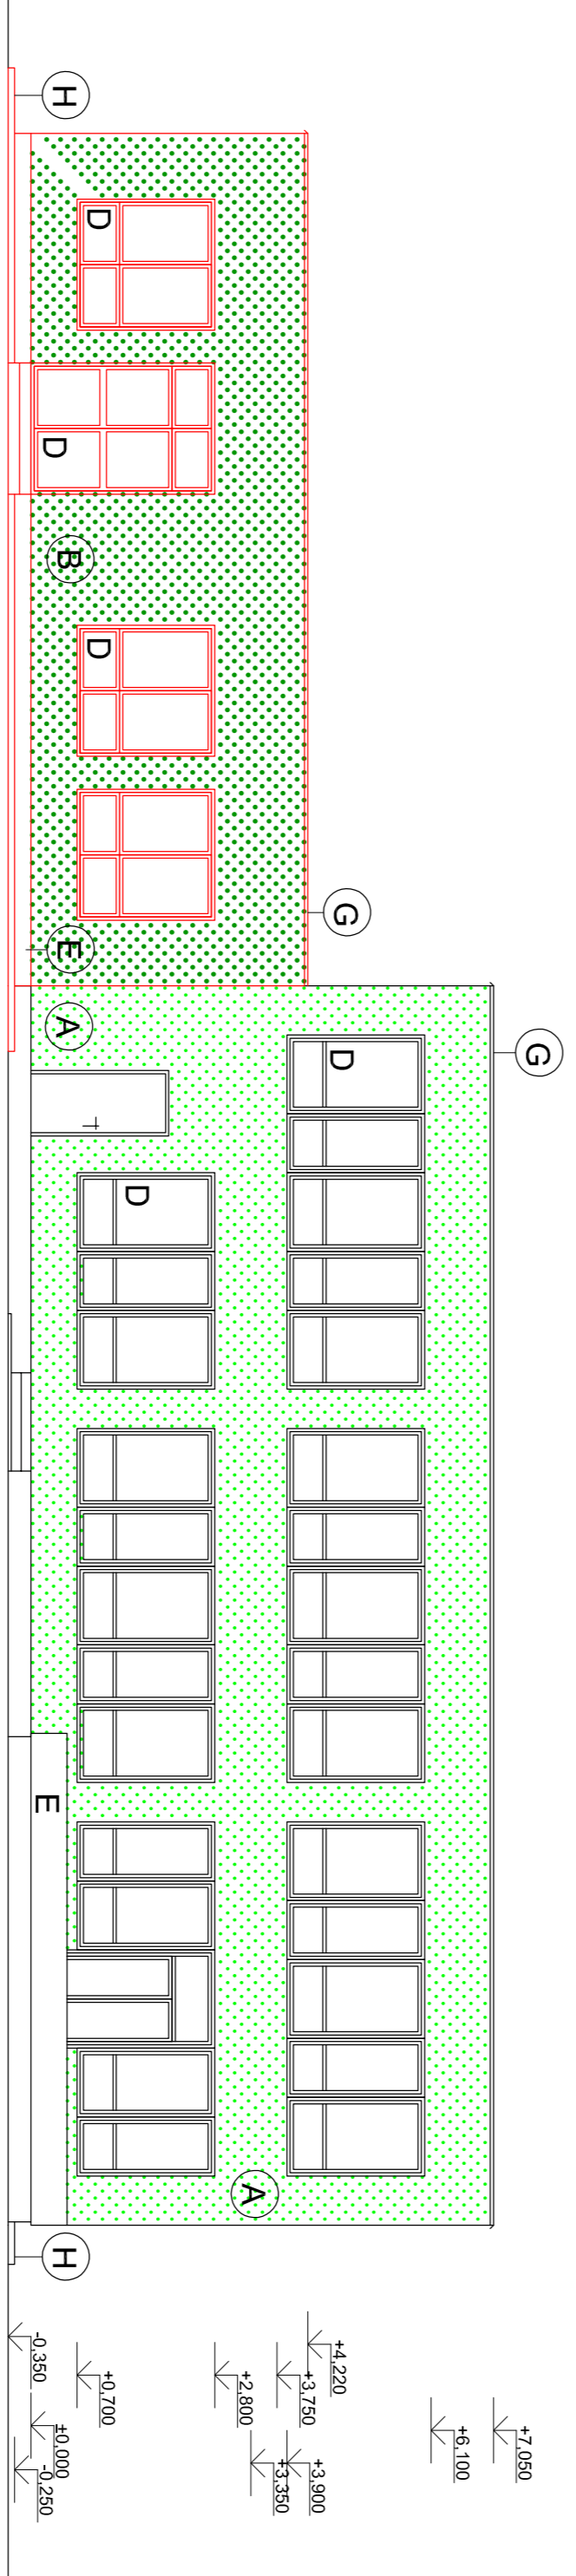 H
D
D
B
D
G
E
A
G
D
D
E
A
H
+4,220
+7,050
-0,350
+0,700
+2,800
+3,750
+6,100
±0,000
-0,250
+3,350
+3,900